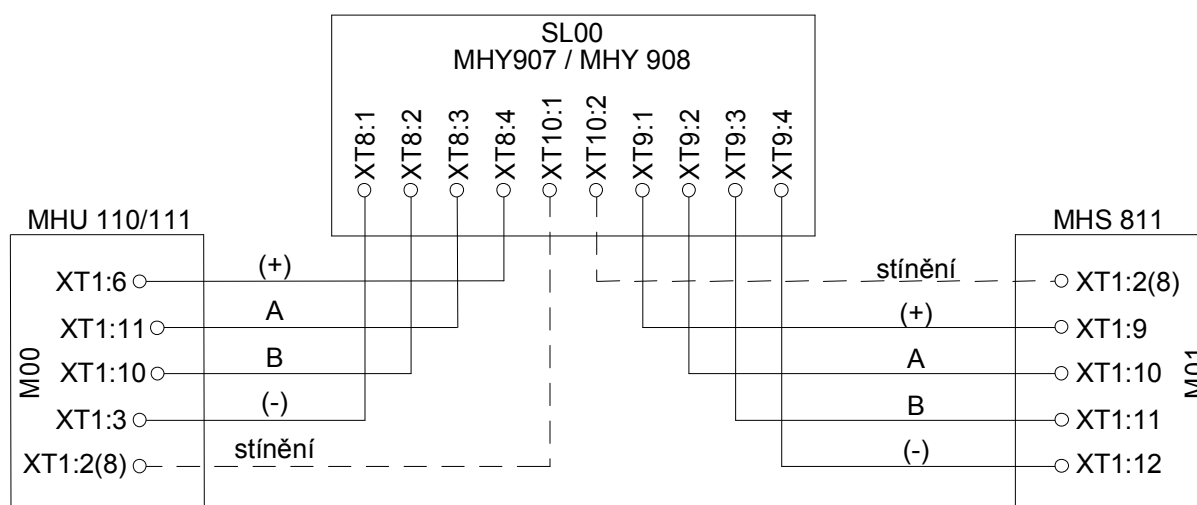 SL00
MHY907 / MHY 908
XT8:1
XT8:2
XT8:3
XT8:4
XT10:1
XT10:2
XT9:1
XT9:2
XT9:3
XT9:4
MHU 110/111
M00
XT1:6
(+)
XT1:11
A
XT1:10
B
XT1:3
(-)
XT1:2(8)
stínění
MHS 811
M01
stínění
XT1:2(8)
(+)
XT1:9
A
XT1:10
B
XT1:11
(-)
XT1:12